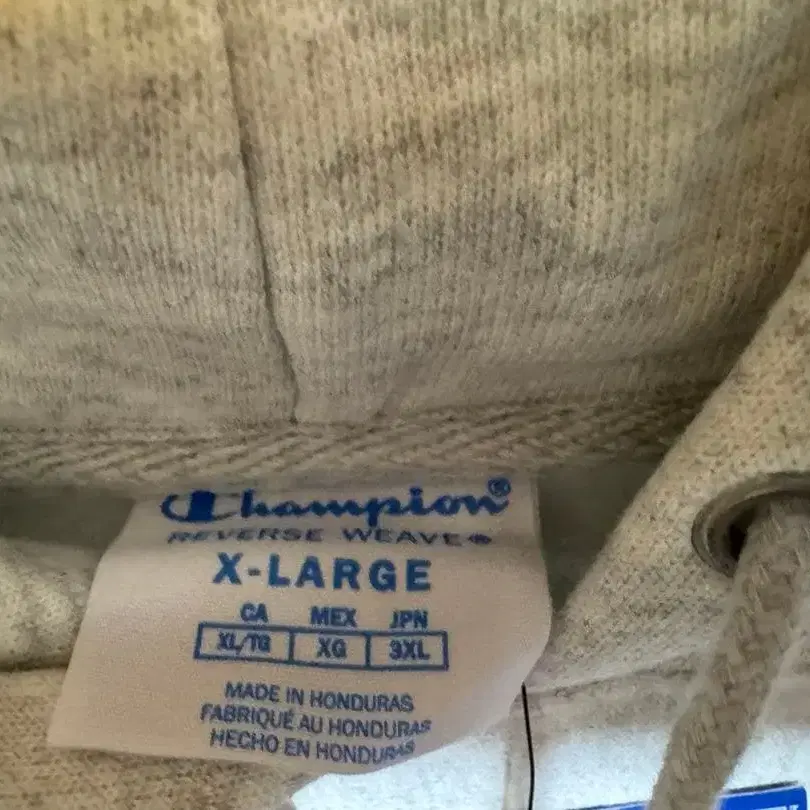 Champion®
REVERSE WEAVE®
X-LARGE
CA MEX JPN
XL/TG XG 3XL
MADE IN HONDURAS
FABRIQUÉ AU HONDURAS
HECHO EN HONDURAS